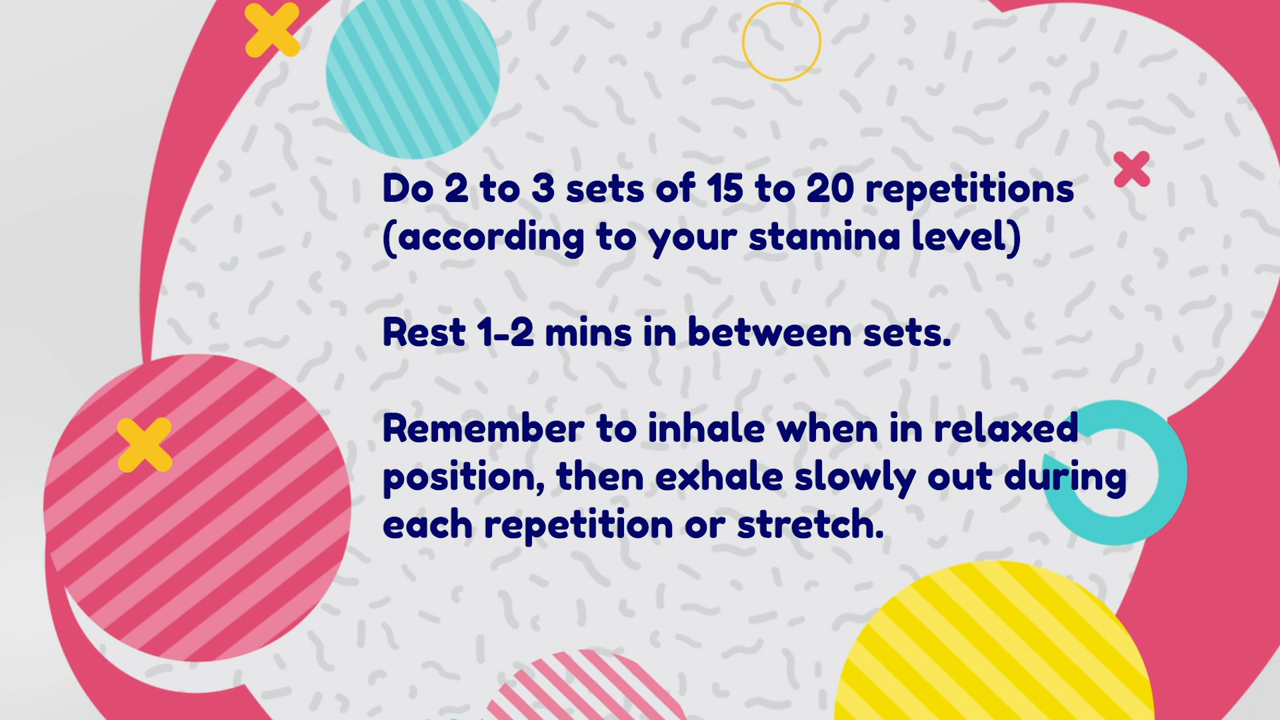 Do 2 to 3 sets of 15 to 20 repetitions
(according to your stamina level)
Rest 1-2 mins in between sets.
Remember to inhale when in relaxed
position, then exhale slowly out during
each repetition or stretch.